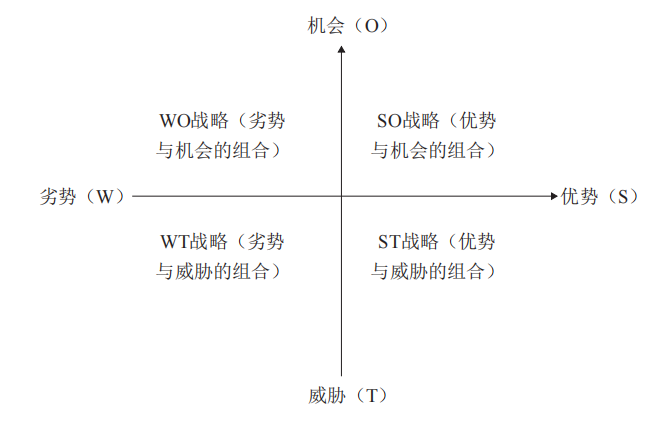 机会（O）
WO战略（劣势
与机会的组合）
SO战略（优势
与机会的组合）
劣势（W）
优势（S）
WT战略（劣势
与威胁的组合）
ST战略（优势
与威胁的组合）
威胁（T）